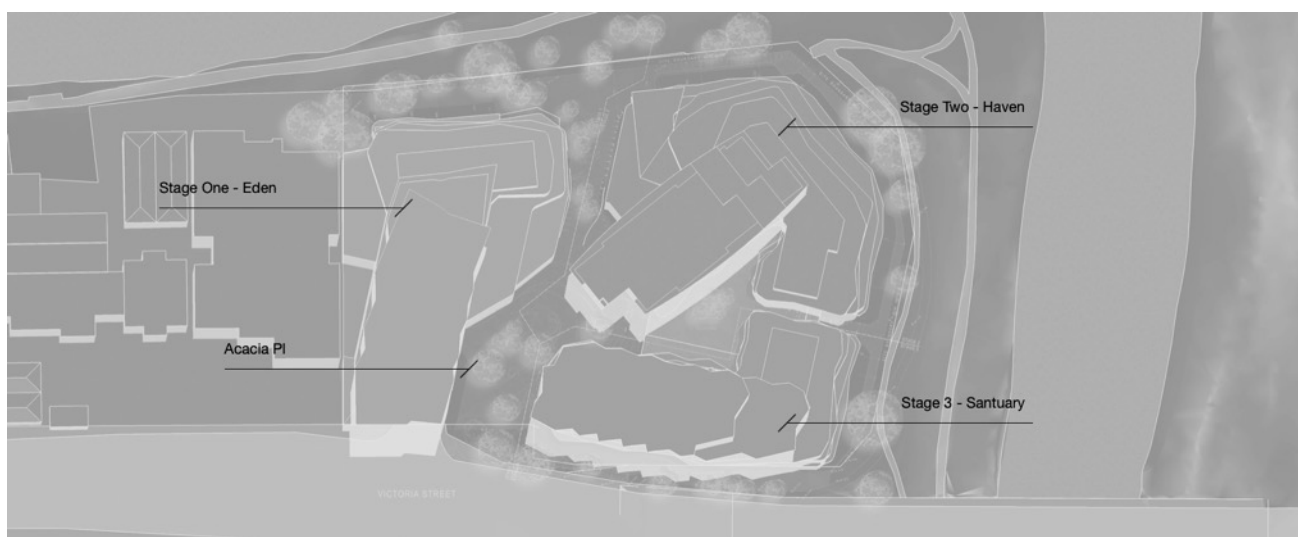 Stage Two - Haven
Stage One - Eden
Acacia Pl
Stage 3 - Santuary
VICTORIA STREET